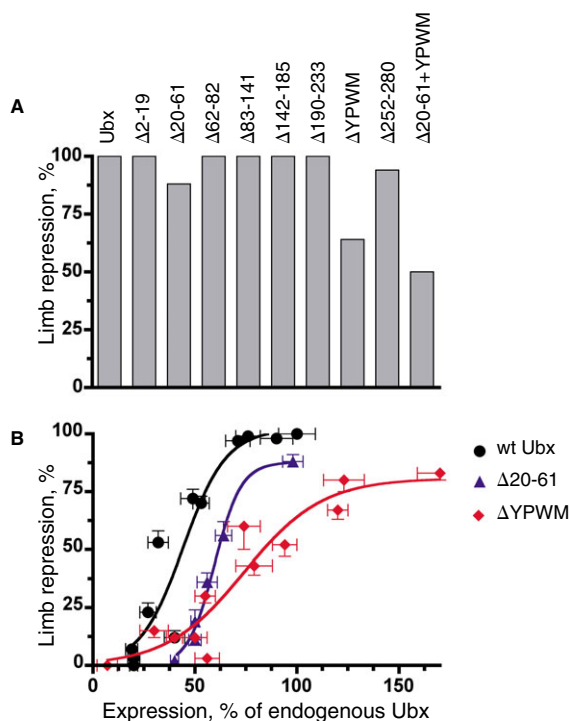 A
Ubx
Δ2-19
Δ20-61
Δ62-82
Δ83-141
Δ142-185
Δ190-233
ΔYPWM
Δ252-280
Δ20-61+YPWM
Limb repression, %
100
75
50
25
0
B
Limb repression, %
100
75
50
25
0
0 50 100 150
Expression, % of endogenous Ubx
wt Ubx
Δ20-61
ΔYPWM